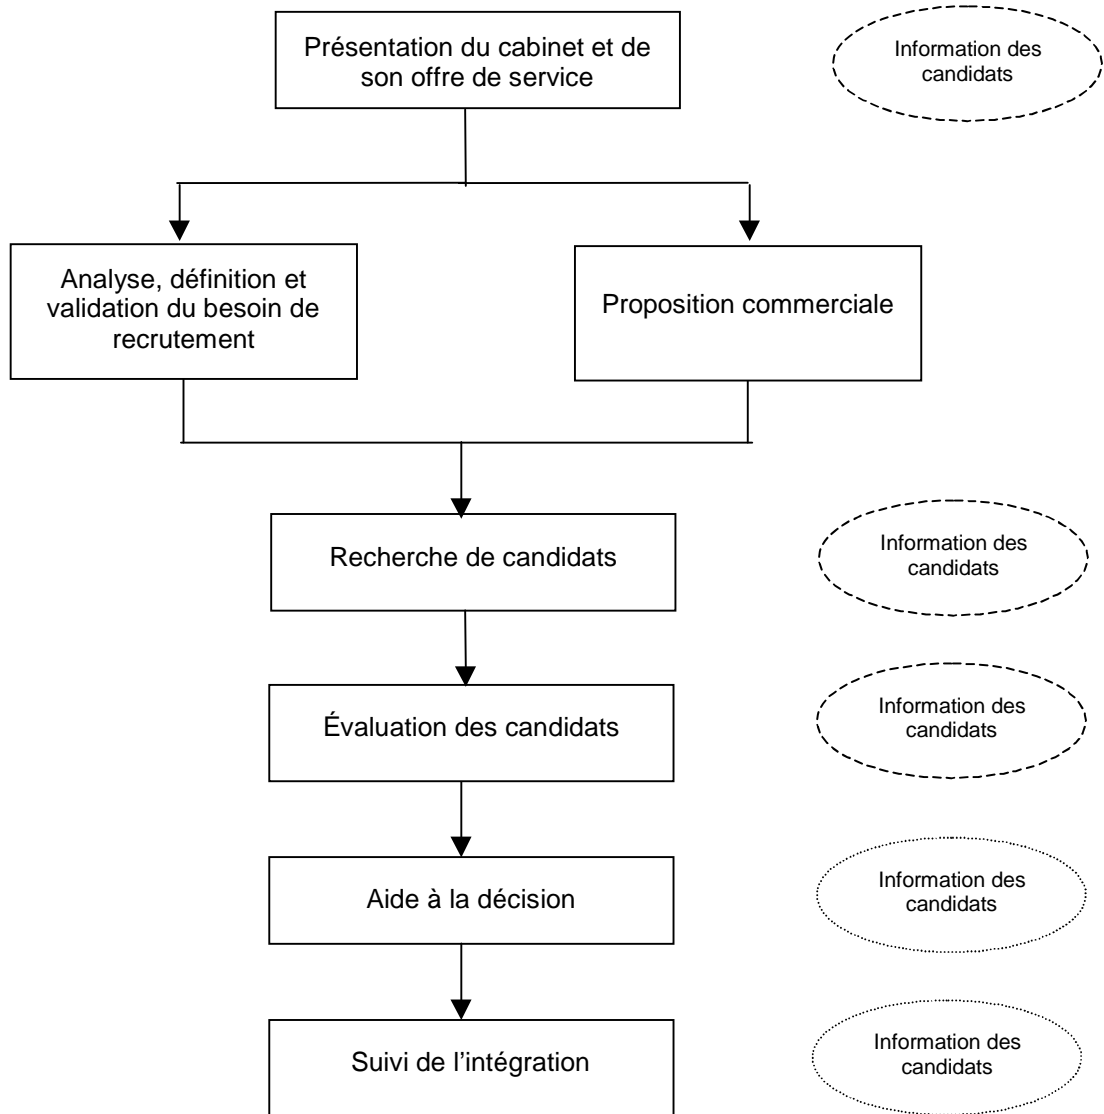 Présentation du cabinet et de
son offre de service
Information des
candidats
Analyse, définition et
validation du besoin de
recrutement
Proposition commerciale
Recherche de candidats
Information des
candidats
Évaluation des candidats
Information des
candidats
Aide à la décision
Information des
candidats
Suivi de l’intégration
Information des
candidats